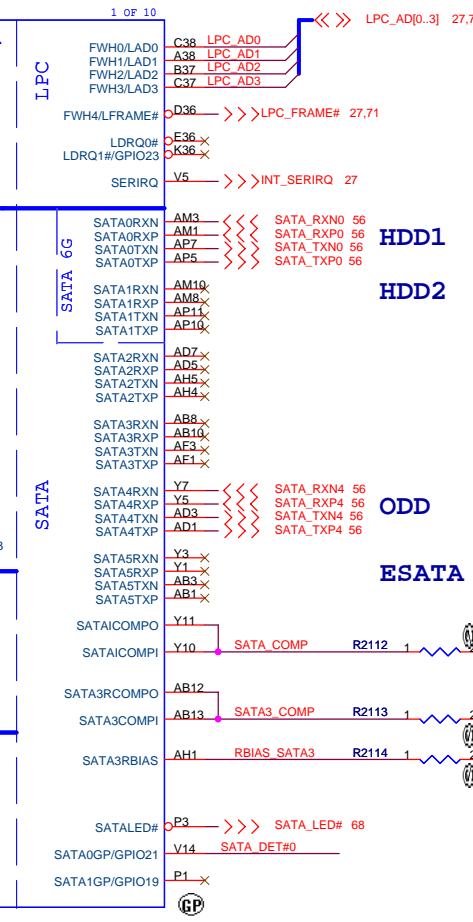 1 OF 10
LPC_AD[0..3] 27,7
LPC
FWH0/LAD0 C38 LPC_AD0
FWH1/LAD1 A38 LPC_AD1
FWH2/LAD2 B37 LPC_AD2
FWH3/LAD3 C37 LPC_AD3
FWH4/LFRAME# D36 LPC_FRAME# 27,71
LDRQ0# E36
LDRQ1#/GPIO23 K36
SERIRQ V5 INT_SERIRQ 27
SATA 6G
SATA0RXN AM3 SATA_RXN0 56
SATA0RXP AM1 SATA_RXP0 56
HDD1
SATA0TXN AP7 SATA_TXN0 56
SATA0TXP AP5 SATA_TXP0 56
SATA1RXN AM10
HDD2
SATA1RXP AM8
SATA1TXN AP11
SATA1TXP AP10
SATA2RXN AD7
SATA2RXP AD5
SATA2TXN AH5
SATA2TXP AH4
SATA3RXN AB8
SATA3RXP AB10
SATA3TXN AF3
SATA3TXP AF1
SATA
SATA4RXN Y7 SATA_RXN4 56
SATA4RXP Y5 SATA_RXP4 56
ODD
SATA4TXN AD3 SATA_TXN4 56
SATA4TXP AD1 SATA_TXP4 56
SATA5RXN Y3
SATA5RXP Y1
ESATA
SATA5TXN AB3
SATA5TXP AB1
SATAICOMPO Y11
SATAICOMPI Y10 SATA_COMP R2112 1 2
SATA3RCOMPO AB12
SATA3COMPI AB13 SATA3_COMP R2113 1 2
SATA3RBIAS AH1 RBIAS_SATA3 R2114 1 2
SATALED# P3 SATA_LED# 68
SATA0GP/GPIO21 V14 SATA_DET#0
SATA1GP/GPIO19 P1
GP